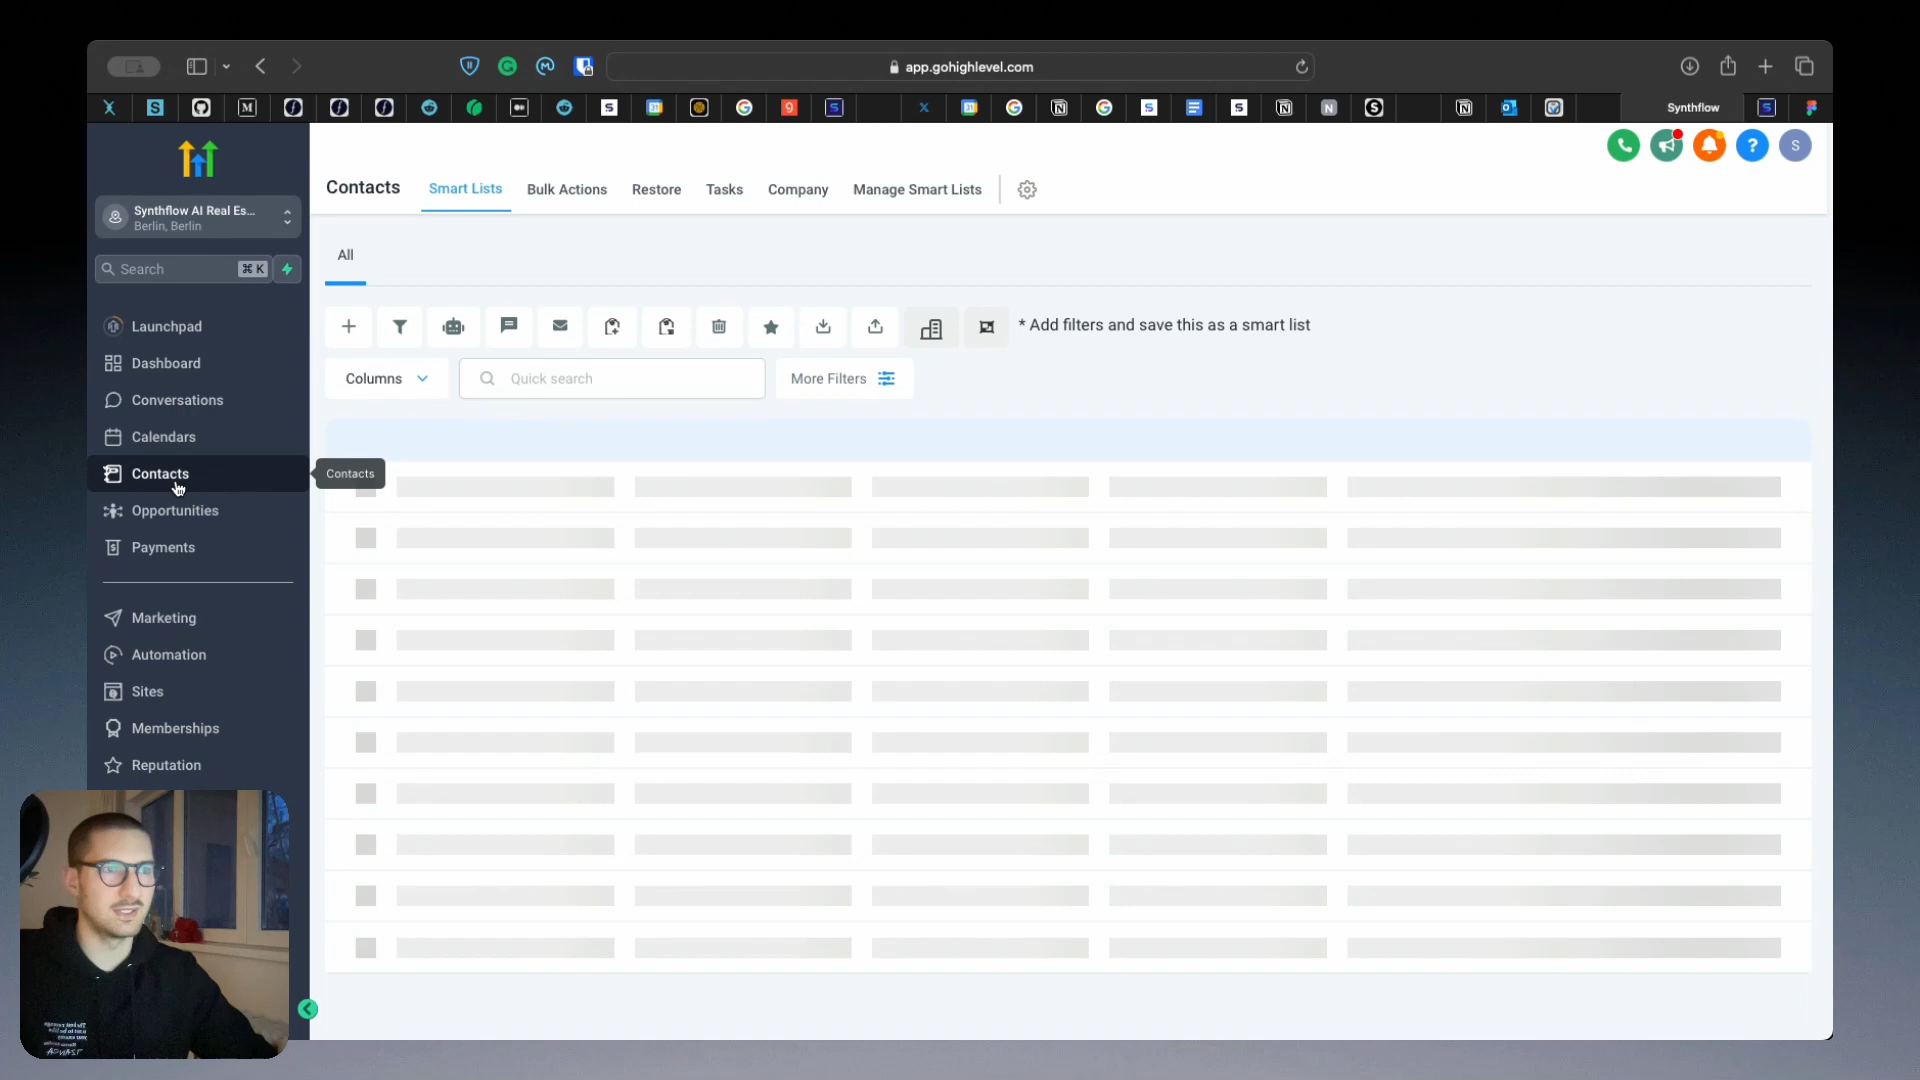 app.gohighlevel.com
Synthflow
Synthflow AI Real Es...
Berlin, Berlin
Search
⌘ K
Launchpad
Dashboard
Conversations
Calendars
Contacts
Opportunities
Payments
Marketing
Automation
Sites
Memberships
Reputation
Contacts
Smart Lists
Bulk Actions
Restore
Tasks
Company
Manage Smart Lists
S
All
* Add filters and save this as a smart list
Columns
Quick search
More Filters
Contacts